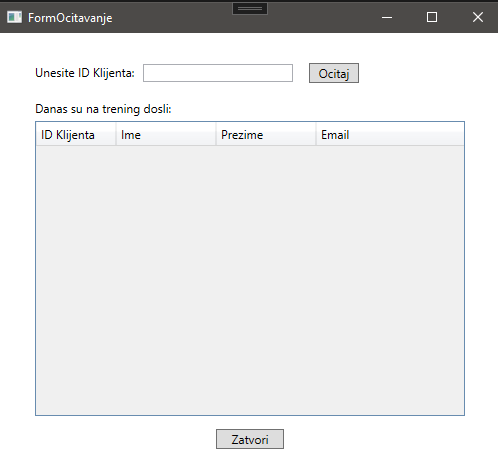 FormOcitavanje
Unesite ID Klijenta: Ocitaj
Danas su na trening dosli:
ID Klijenta Ime Prezime Email
Zatvori